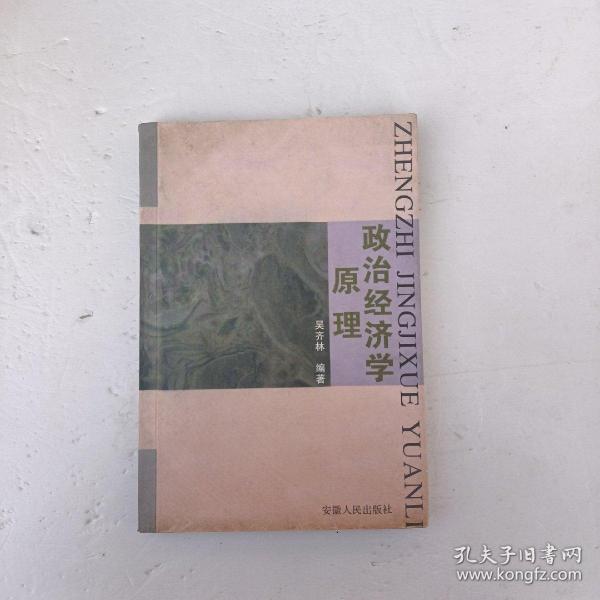 政治经济学
原理
吴齐林 编著
ZHENGZHI JINGJIXUE YUANLI
安徽人民出版社
孔夫子旧书网
www.kongfz.com